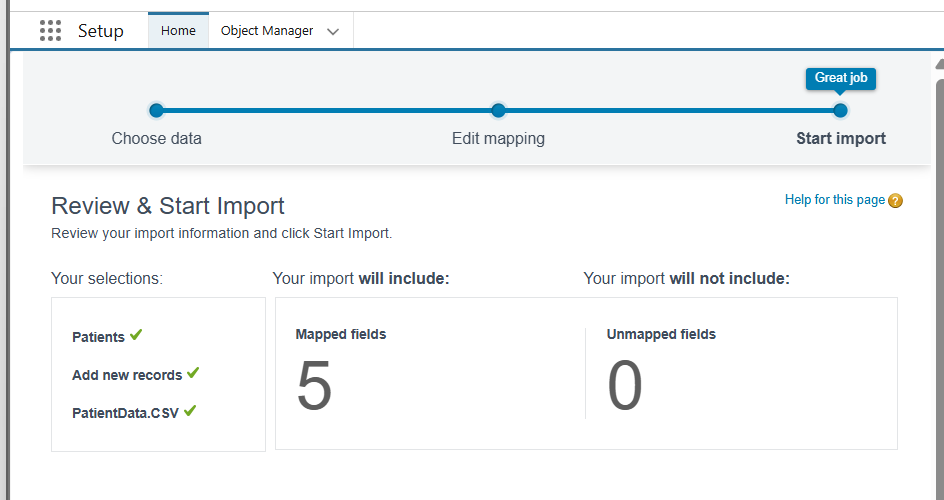 Setup Home Object Manager
Great job
Choose data Edit mapping Start import
Review & Start Import
Help for this page ?
Review your import information and click Start Import.
Your selections: Your import will include: Your import will not include:
Patients Mapped fields Unmapped fields
Add new records 5 0
PatientData.CSV